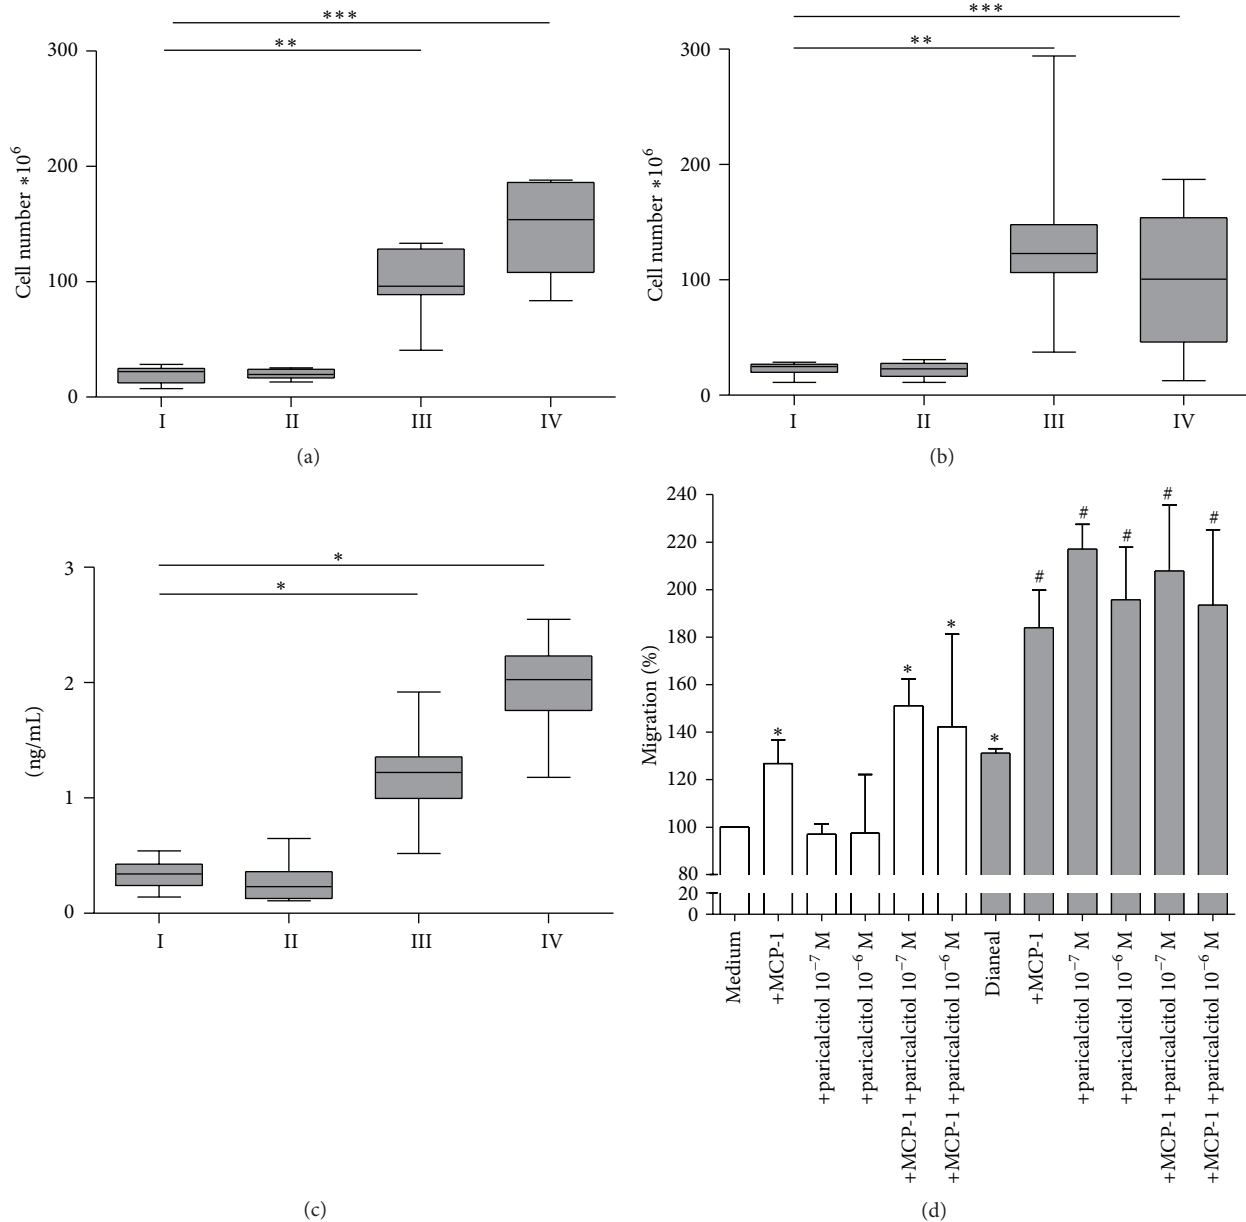 ***
**
300
200
100
0
Cell number *10⁶
I II III IV
(a)
***
**
300
200
100
0
Cell number *10⁶
I II III IV
(b)
*
*
3
2
1
0
(ng/mL)
I II III IV
(c)
240
220
200
180
160
140
120
100
80
20
0
Migration (%)
*
*
*
*
#
#
#
#
#
Medium
+MCP-1
+paricalcitol 10⁻⁷ M
+paricalcitol 10⁻⁶ M
+MCP-1 +paricalcitol 10⁻⁷ M
+MCP-1 +paricalcitol 10⁻⁶ M
Dianeal
+MCP-1
+paricalcitol 10⁻⁷ M
+paricalcitol 10⁻⁶ M
+MCP-1 +paricalcitol 10⁻⁷ M
+MCP-1 +paricalcitol 10⁻⁶ M
(d)